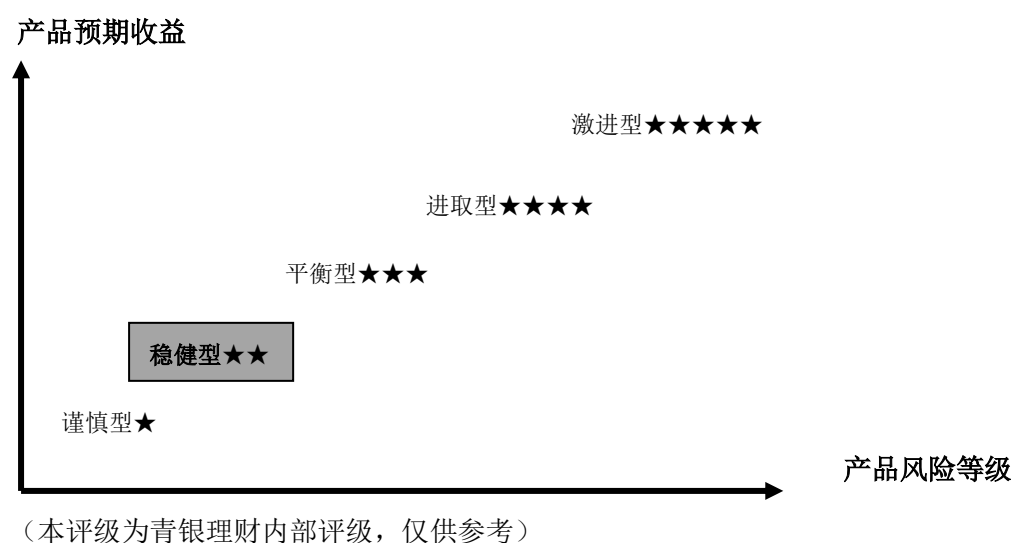 产品预期收益
激进型★★★★★
进取型★★★★
平衡型★★★
稳健型★★
谨慎型★
产品风险等级
（本评级为青银理财内部评级，仅供参考）